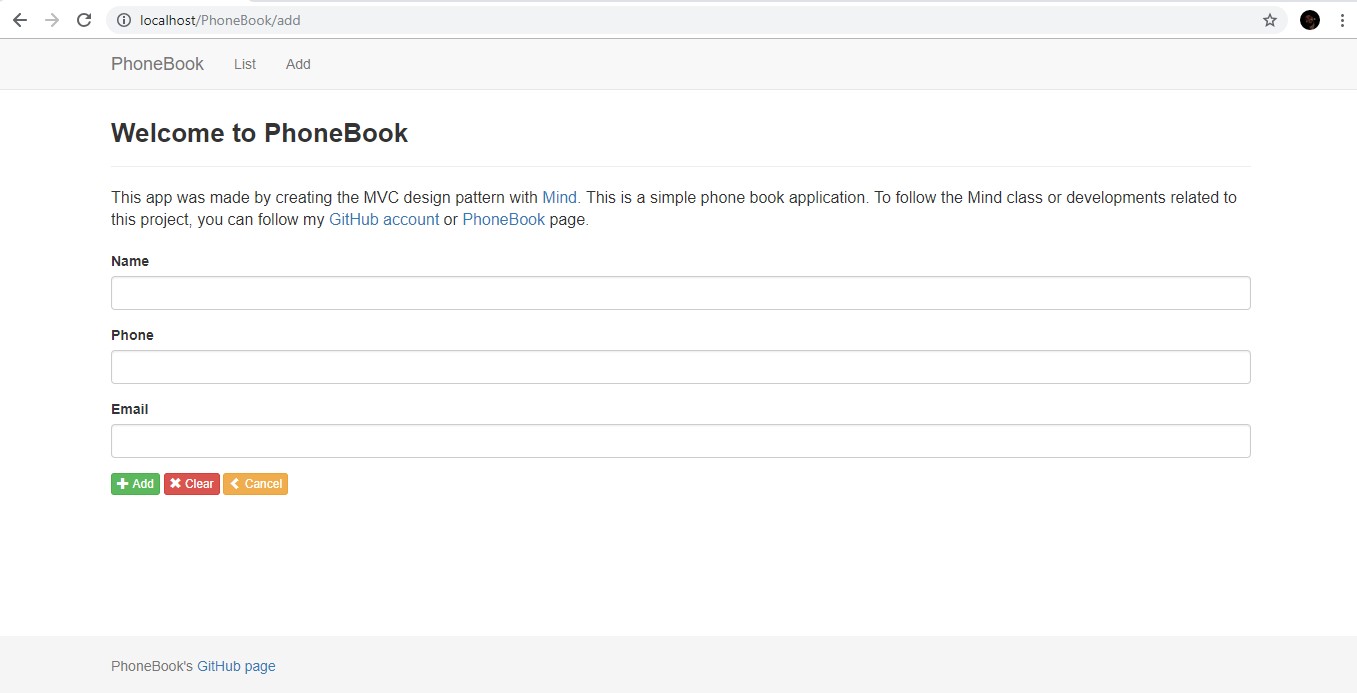 localhost/PhoneBook/add
PhoneBook List Add
Welcome to PhoneBook
This app was made by creating the MVC design pattern with Mind. This is a simple phone book application. To follow the Mind class or developments related to
this project, you can follow my GitHub account or PhoneBook page.
Name
Phone
Email
Add Clear Cancel
PhoneBook's GitHub page